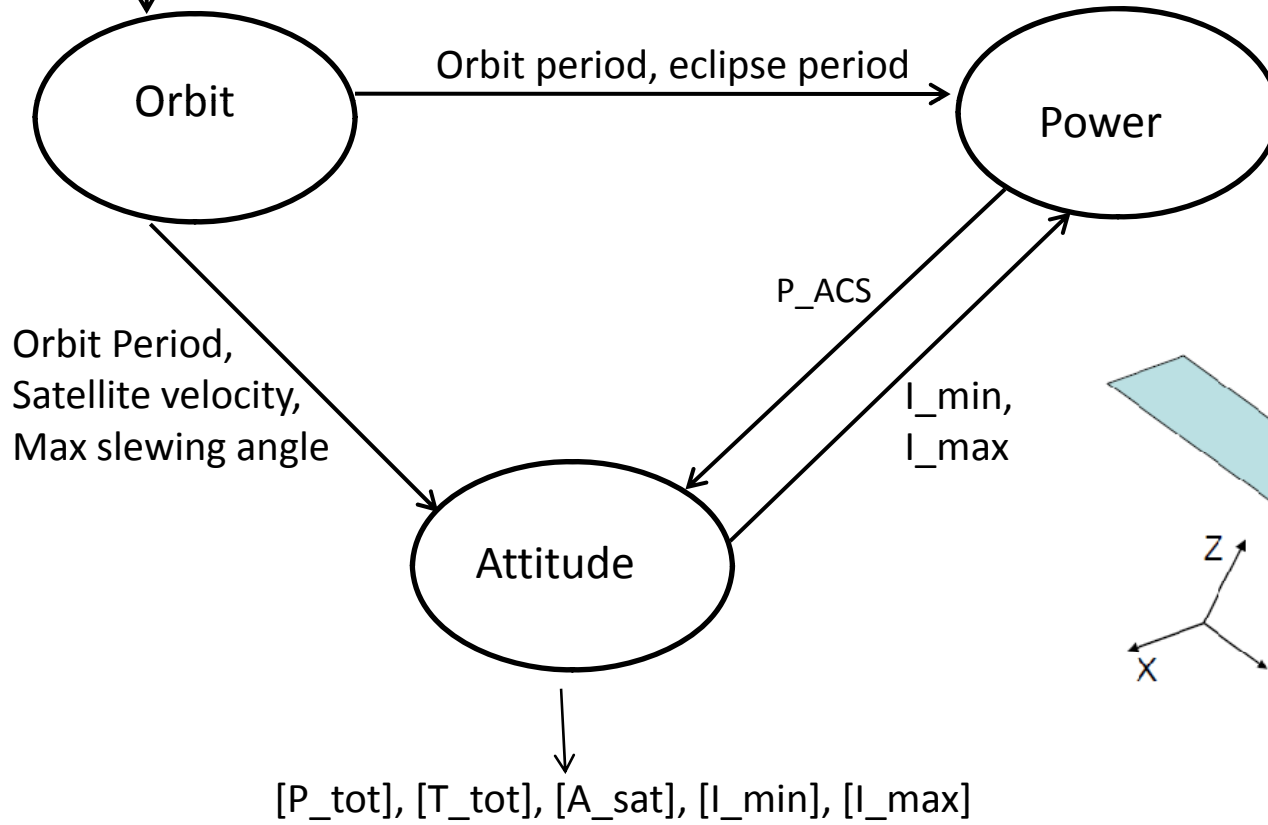 Orbit period, eclipse period
Orbit
Power
P_ACS
Orbit Period,
Satellite velocity,
Max slewing angle
I_min,
I_max
Attitude
Z
X
[P_tot], [T_tot], [A_sat], [I_min], [I_max]